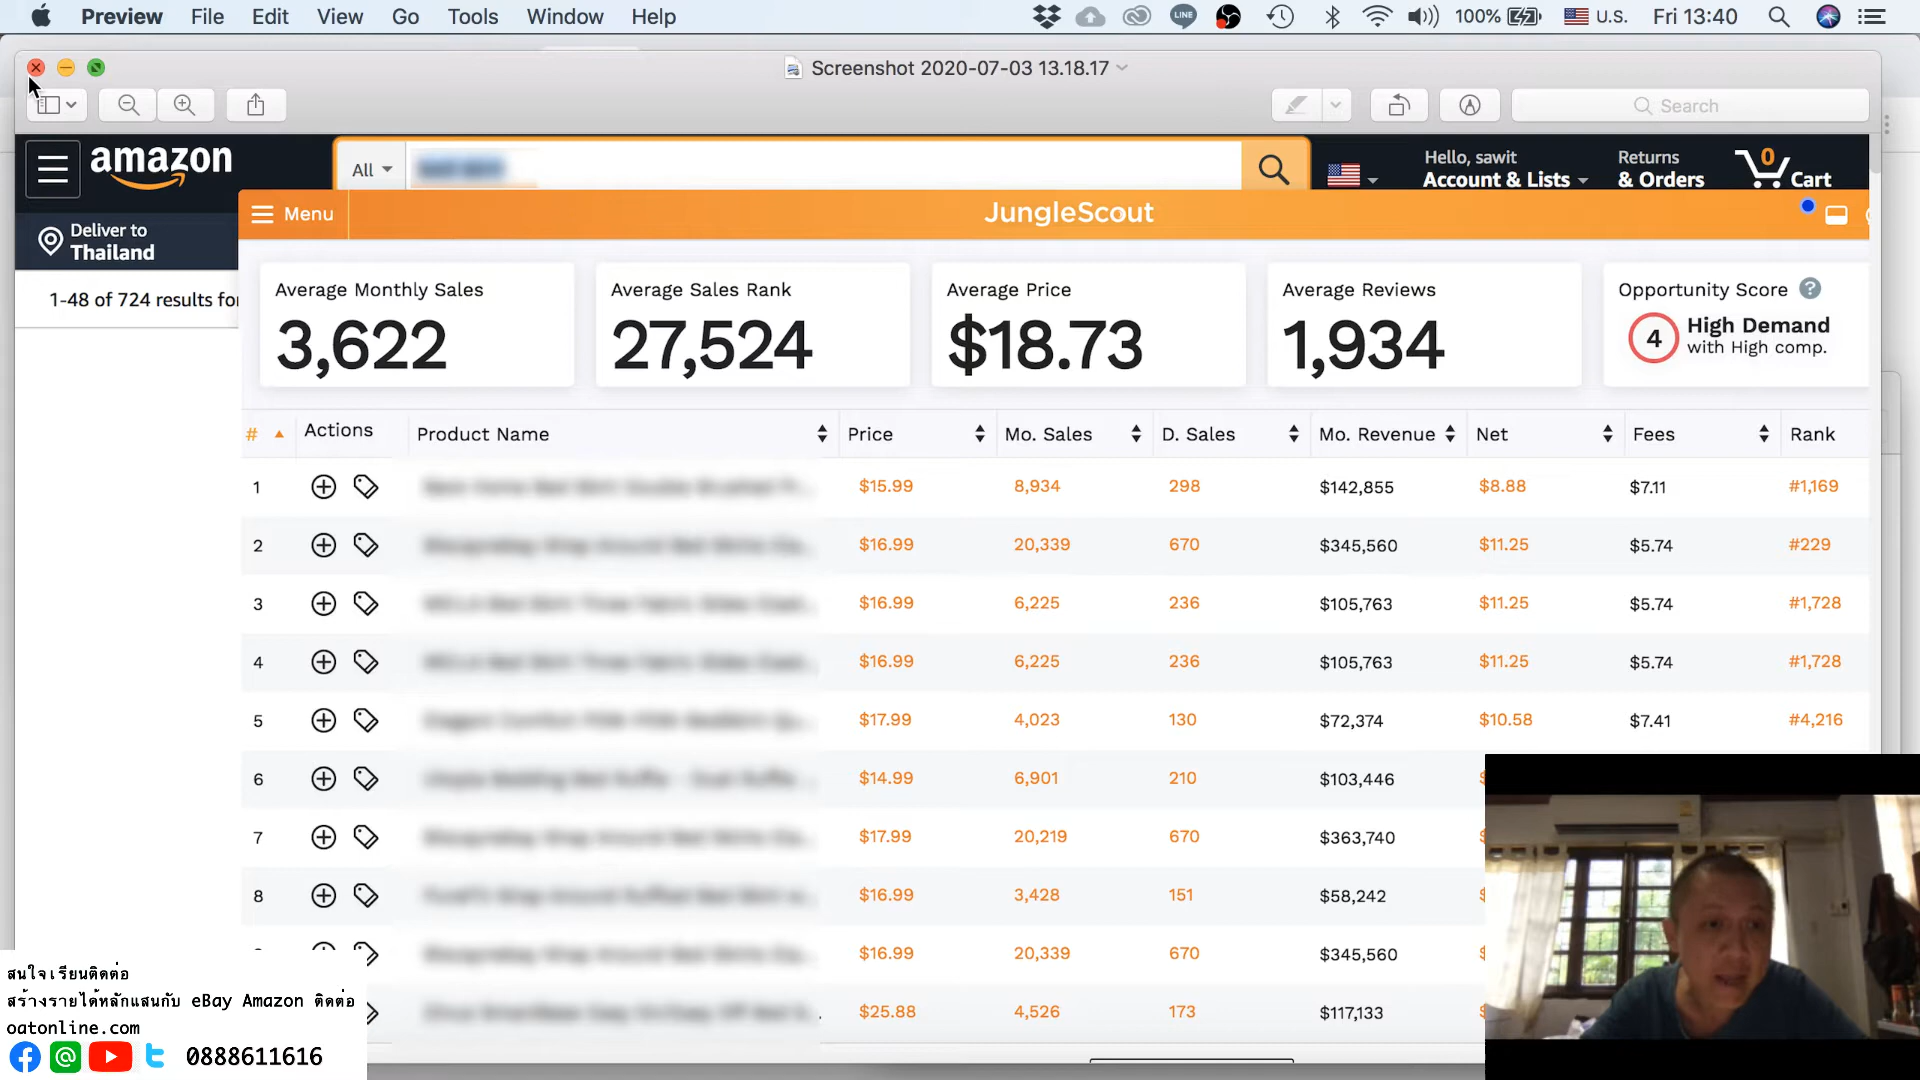 Preview File Edit View Go Tools Window Help
LINE 100% U.S. Fri 13:40
Screenshot 2020-07-03 13.18.17
Search
amazon
All
Hello, sawit
Account & Lists
Returns
& Orders
0
Cart
Deliver to
Thailand
Menu
JungleScout
1-48 of 724 results for
Average Monthly Sales
3,622
Average Sales Rank
27,524
Average Price
$18.73
Average Reviews
1,934
Opportunity Score ?
4
High Demand
with High comp.
# Actions Product Name Price Mo. Sales D. Sales Mo. Revenue Net Fees Rank
1 $15.99 8,934 298 $142,855 $8.88 $7.11 #1,169
2 $16.99 20,339 670 $345,560 $11.25 $5.74 #229
3 $16.99 6,225 236 $105,763 $11.25 $5.74 #1,728
4 $16.99 6,225 236 $105,763 $11.25 $5.74 #1,728
5 $17.99 4,023 130 $72,374 $10.58 $7.41 #4,216
6 $14.99 6,901 210 $103,446
7 $17.99 20,219 670 $363,740
8 $16.99 3,428 151 $58,242
$16.99 20,339 670 $345,560
$25.88 4,526 173 $117,133
สนใจเรียนติดต่อ
สร้างรายได้หลักแสนกับ eBay Amazon ติดต่อ
oatonline.com
0888611616